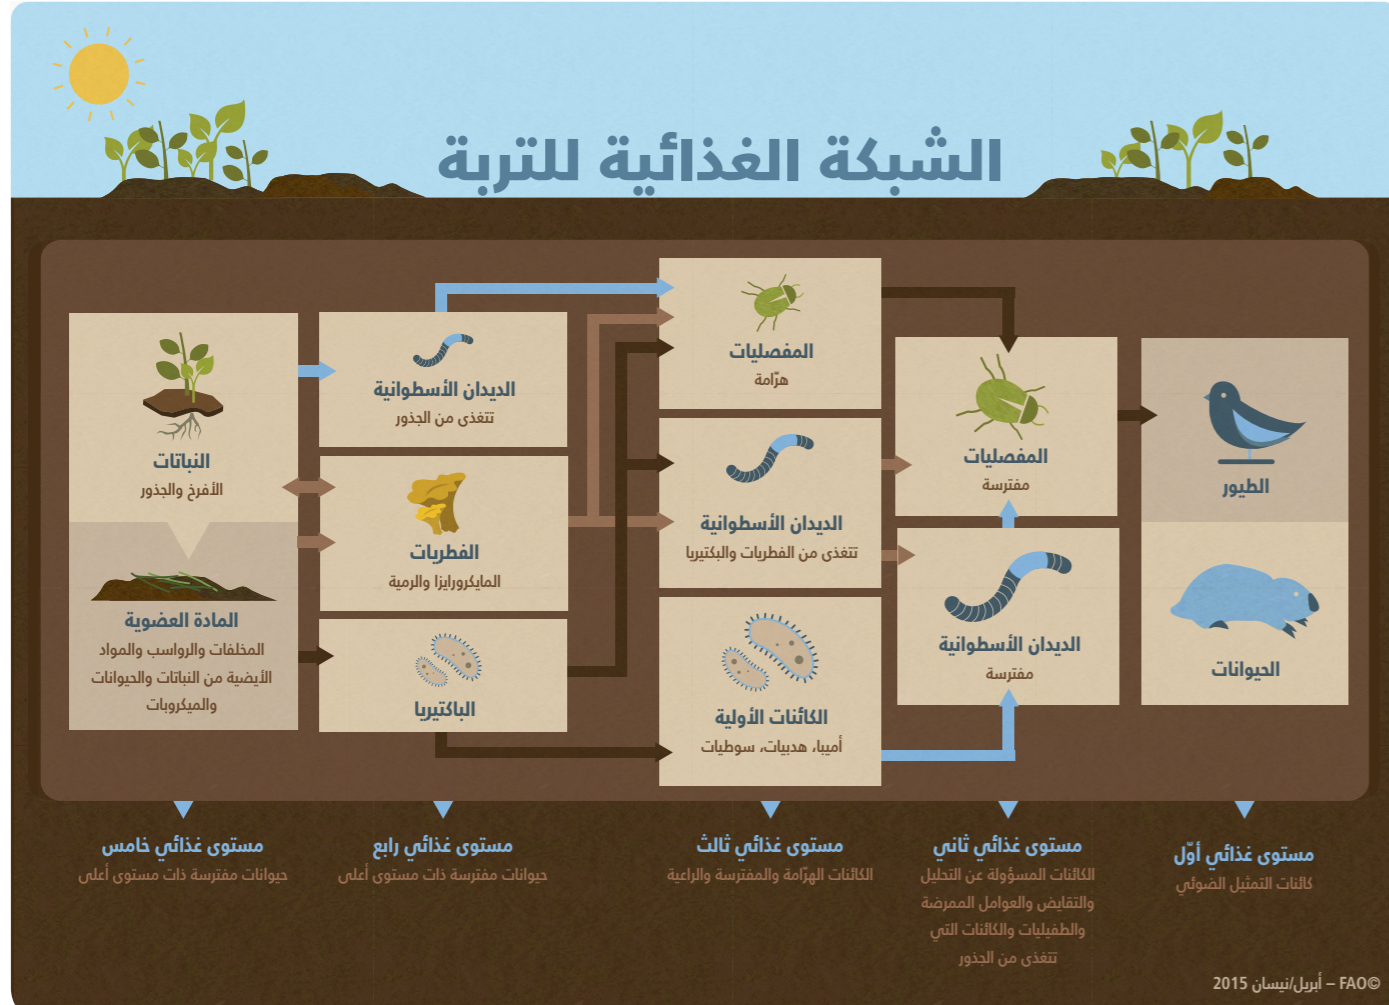 الشبكة الغذائية للتربة
النباتات
الأفرخ والجذور
المادة العضوية
المخلفات والرواسب والمواد
الأيضية من النباتات والحيوانات
والميكروبات
الديدان الأسطوانية
تتغذى من الجذور
الفطريات
المايكرورايزا والرمية
الباكتيريا
المفصليات
هرّامة
الديدان الأسطوانية
تتغذى من الفطريات والبكتيريا
الكائنات الأولية
أميبا، هدبيات، سوطيات
المفصليات
مفترسة
الديدان الأسطوانية
مفترسة
الطيور
الحيوانات
مستوى غذائي أوّل
كائنات التمثيل الضوئي
مستوى غذائي ثاني
الكائنات المسؤولة عن التحليل
والتقايض والعوامل الممرضة
والطفيليات والكائنات التي
تتغذى من الجذور
مستوى غذائي ثالث
الكائنات الهرّامة والمفترسة والراعية
مستوى غذائي رابع
حيوانات مفترسة ذات مستوى أعلى
مستوى غذائي خامس
حيوانات مفترسة ذات مستوى أعلى
©FAO – أبريل/نيسان 2015